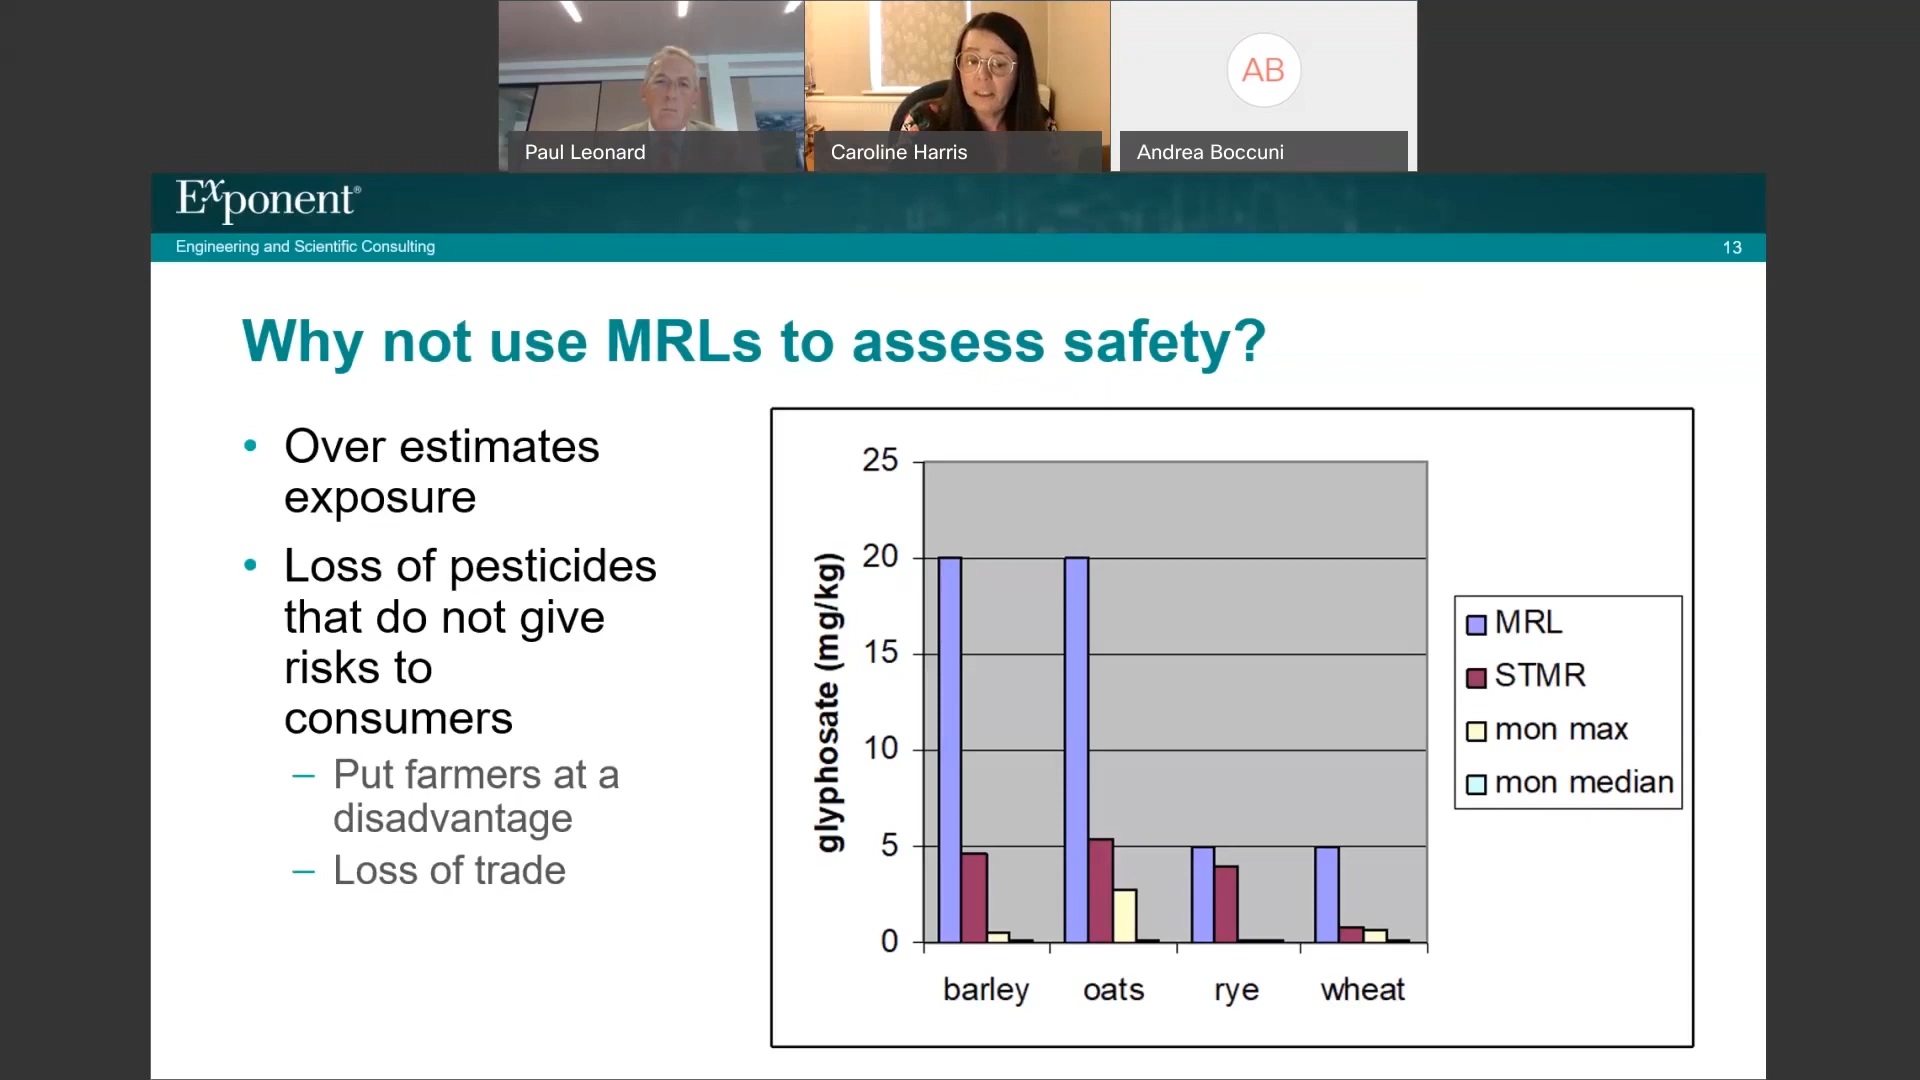 Paul Leonard
Caroline Harris
AB
Andrea Boccuni
Exponent®
Engineering and Scientific Consulting
13
Why not use MRLs to assess safety?
• Over estimates
exposure
• Loss of pesticides
that do not give
risks to
consumers
– Put farmers at a
disadvantage
– Loss of trade
glyphosate (mg/kg)
25
20
15
10
5
0
barley
oats
rye
wheat
MRL
STMR
mon max
mon median